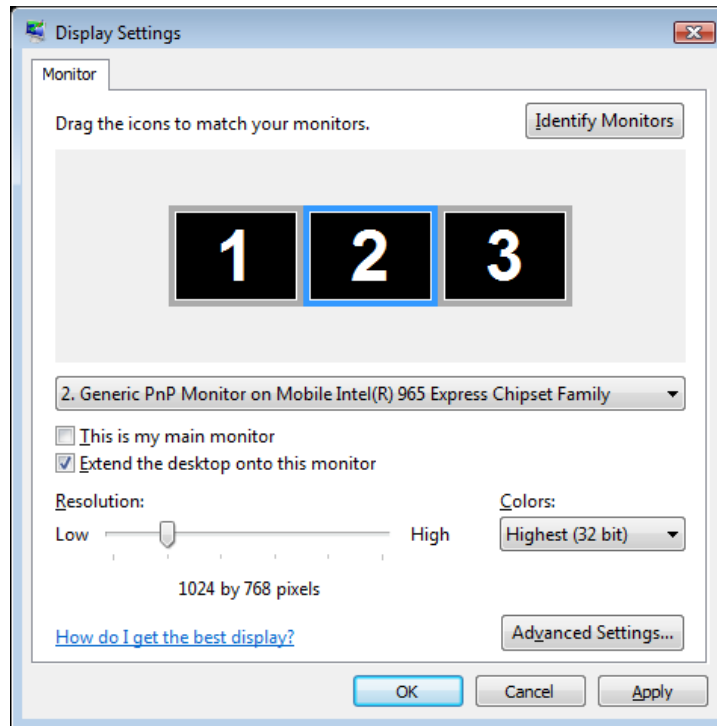 Display Settings
Monitor
Drag the icons to match your monitors.
Identify Monitors
1 2 3
2. Generic PnP Monitor on Mobile Intel(R) 965 Express Chipset Family
This is my main monitor
Extend the desktop onto this monitor
Resolution:
Colors:
Low High
Highest (32 bit)
1024 by 768 pixels
How do I get the best display?
Advanced Settings...
OK Cancel Apply